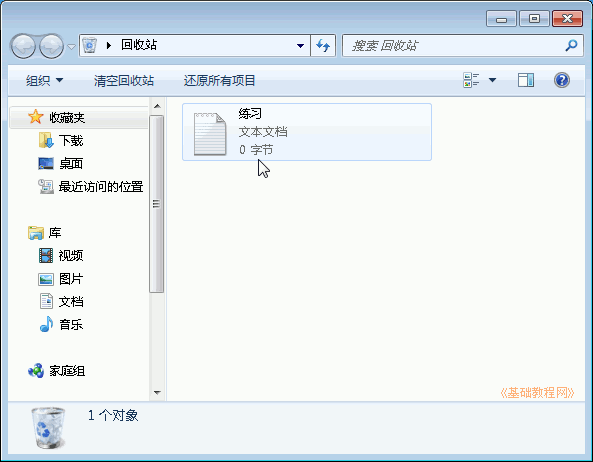 回收站
搜索 回收站
组织 清空回收站 还原所有项目
收藏夹
下载
桌面
最近访问的位置
库
视频
图片
文档
音乐
家庭组
练习
文本文档
0 字节
《基础教程网》
1 个对象